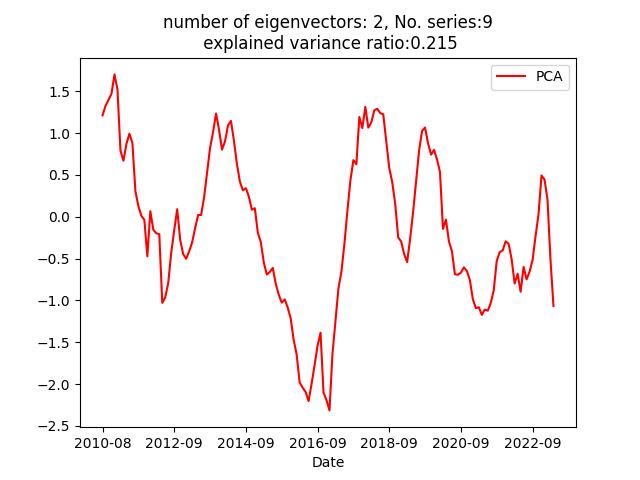 number of eigenvectors: 2, No. series:9
explained variance ratio:0.215
PCA
1.5
1.0
0.5
0.0
−0.5
−1.0
−1.5
−2.0
−2.5
2010-08 2012-09 2014-09 2016-09 2018-09 2020-09 2022-09
Date